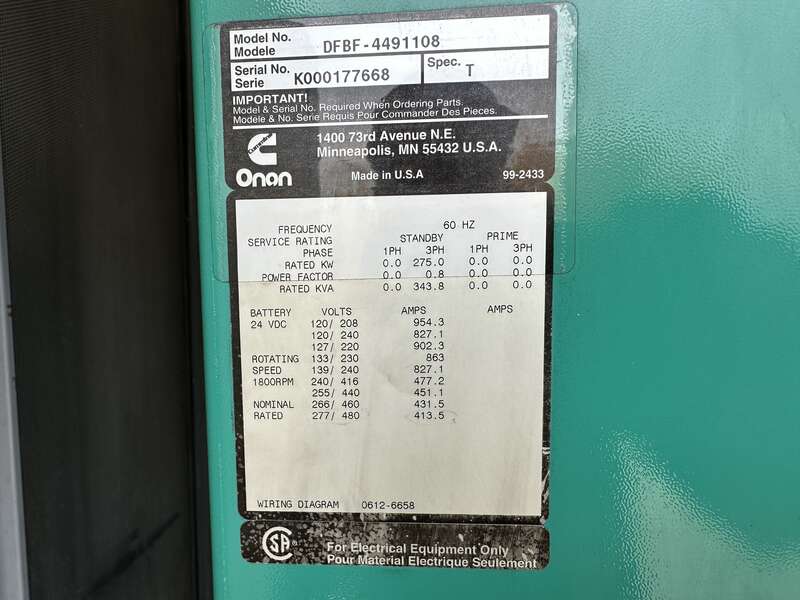 Model No. DFBF-4491108
Modele
Serial No. K000177668 Spec. T
Serie
IMPORTANT!
Model & Serial No. Required When Ordering Parts.
Modele & No. Serie Requis Pour Commander Des Pieces.
1400 73rd Avenue N.E.
Minneapolis, MN 55432 U.S.A.
Cummins
Onan Made in U.S.A 99-2433
FREQUENCY 60 HZ
SERVICE RATING STANDBY PRIME
PHASE 1PH 3PH 1PH 3PH
RATED KW 0.0 275.0 0.0 0.0
POWER FACTOR 0.0 0.8 0.0 0.0
RATED KVA 0.0 343.8 0.0 0.0
BATTERY VOLTS AMPS AMPS
24 VDC 120/ 208 954.3
120/ 240 827.1
127/ 220 902.3
ROTATING 133/ 230 863
SPEED 139/ 240 827.1
1800RPM 240/ 416 477.2
255/ 440 451.1
NOMINAL 266/ 460 431.5
RATED 277/ 480 413.5
WIRING DIAGRAM 0612-6658
SA
For Electrical Equipment Only
Pour Material Electrique Seulement